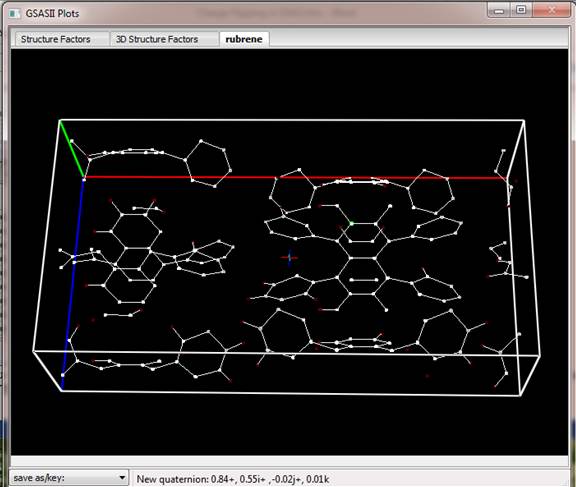 GSASII Plots
Structure Factors 3D Structure Factors rubrene
save as/key: New quaternion: 0.84+, 0.55i+ ,-0.02j+, 0.01k